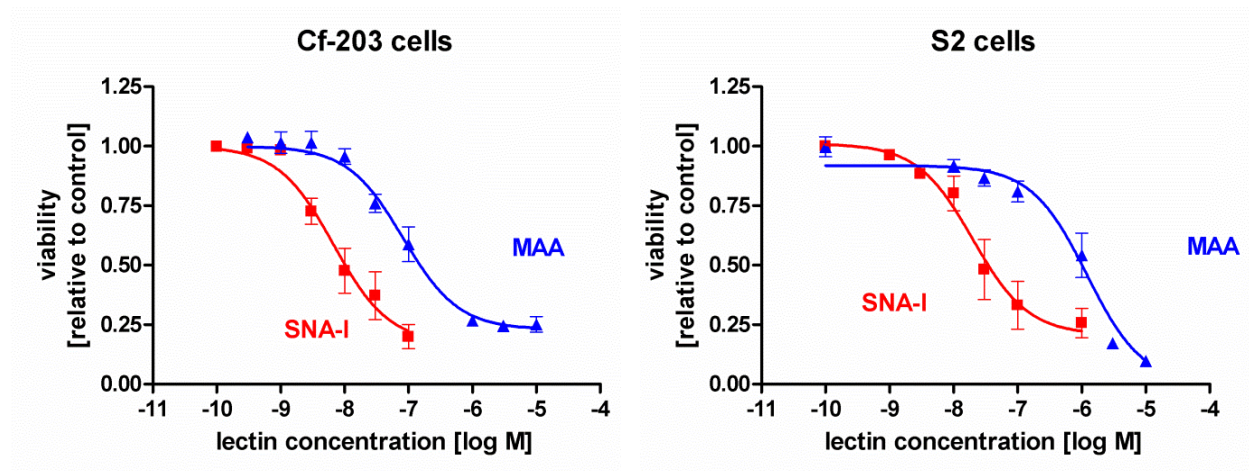 Cf-203 cells
1.25
1.00
0.75
0.50
0.25
0.00
viability
[relative to control]
MAA
SNA-I
-11 -10 -9 -8 -7 -6 -5 -4
lectin concentration [log M]
S2 cells
1.25
1.00
0.75
0.50
0.25
0.00
viability
[relative to control]
MAA
SNA-I
-11 -10 -9 -8 -7 -6 -5 -4
lectin concentration [log M]